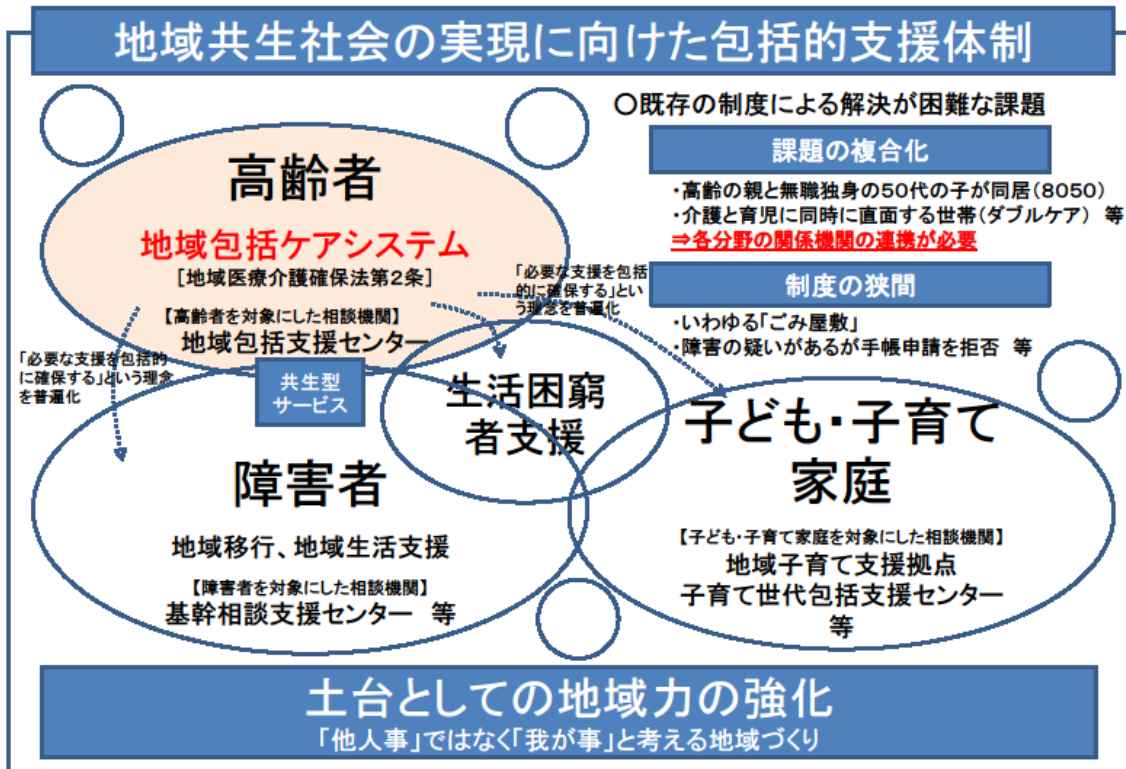 地域共生社会の実現に向けた包括的支援体制
○既存の制度による解決が困難な課題
課題の複合化
・高齢の親と無職独身の50代の子が同居(8050)
・介護と育児に同時に直面する世帯(ダブルケア) 等
⇒各分野の関係機関の連携が必要
制度の狭間
・いわゆる「ごみ屋敷」
・障害の疑いがあるが手帳申請を拒否 等
高齢者
地域包括ケアシステム
[地域医療介護確保法第2条]
【高齢者を対象にした相談機関】
地域包括支援センター
「必要な支援を包括
的に確保する」とい
う理念を普遍化
「必要な支援を包括的
に確保する」という理念
を普遍化
共生型
サービス
生活困窮
者支援
障害者
地域移行、地域生活支援
【障害者を対象にした相談機関】
基幹相談支援センター 等
子ども・子育て
家庭
【子ども・子育て家庭を対象にした相談機関】
地域子育て支援拠点
子育て世代包括支援センター
等
土台としての地域力の強化
「他人事」ではなく「我が事」と考える地域づくり